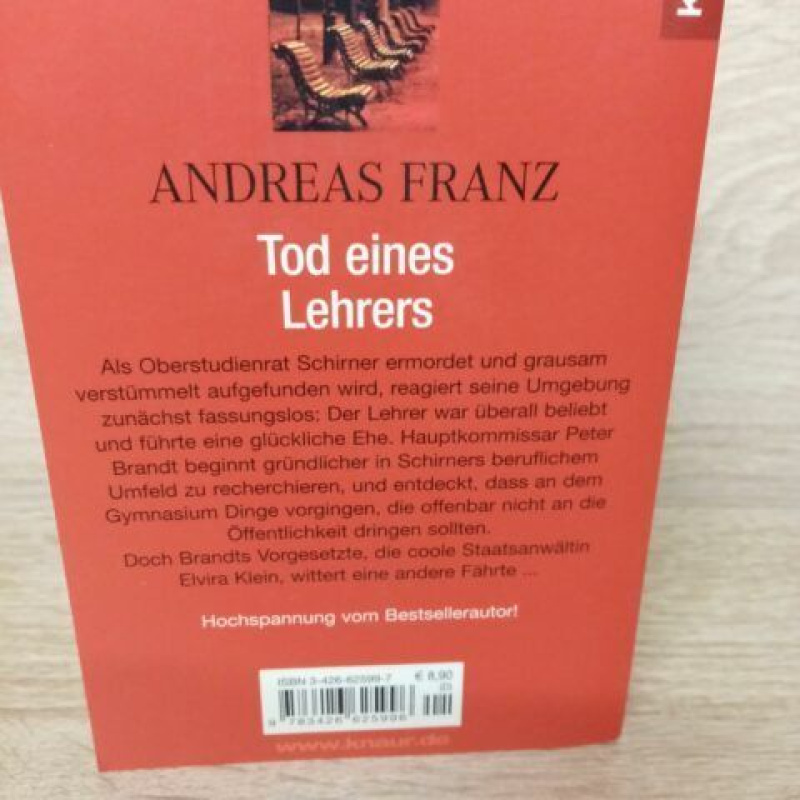 K
ANDREAS FRANZ
Tod eines
Lehrers
Als Oberstudienrat Schirner ermordet und grausam
verstümmelt aufgefunden wird, reagiert seine Umgebung
zunächst fassungslos: Der Lehrer war überall beliebt
und führte eine glückliche Ehe. Hauptkommissar Peter
Brandt beginnt gründlicher in Schirners beruflichem
Umfeld zu recherchieren, und entdeckt, dass an dem
Gymnasium Dinge vorgingen, die offenbar nicht an die
Öffentlichkeit dringen sollten.
Doch Brandts Vorgesetzte, die coole Staatsanwältin
Elvira Klein, wittert eine andere Fährte ...
Hochspannung vom Bestsellerautor!
ISBN 3-426-62599-7 € 8,90
9 783426 625996
www.knaur.de